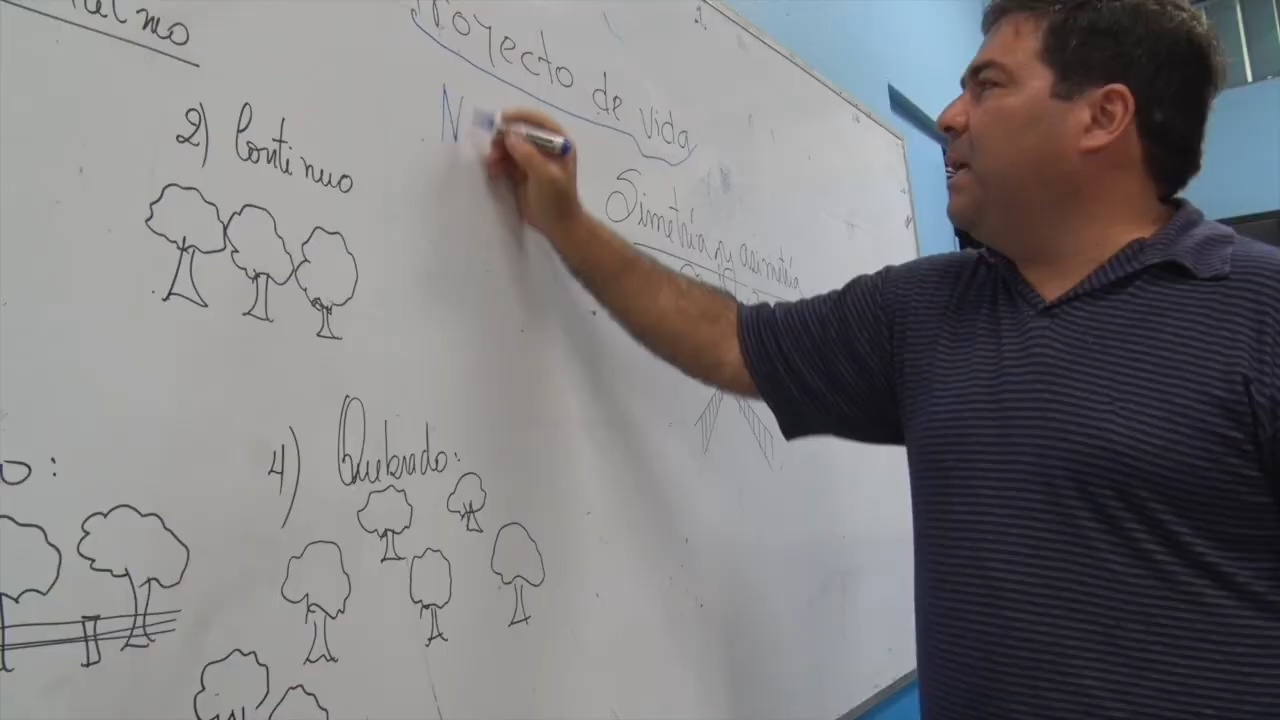 Proyecto de vida
2) Continuo
N
Simetría y asimetría
4) Quebrado: